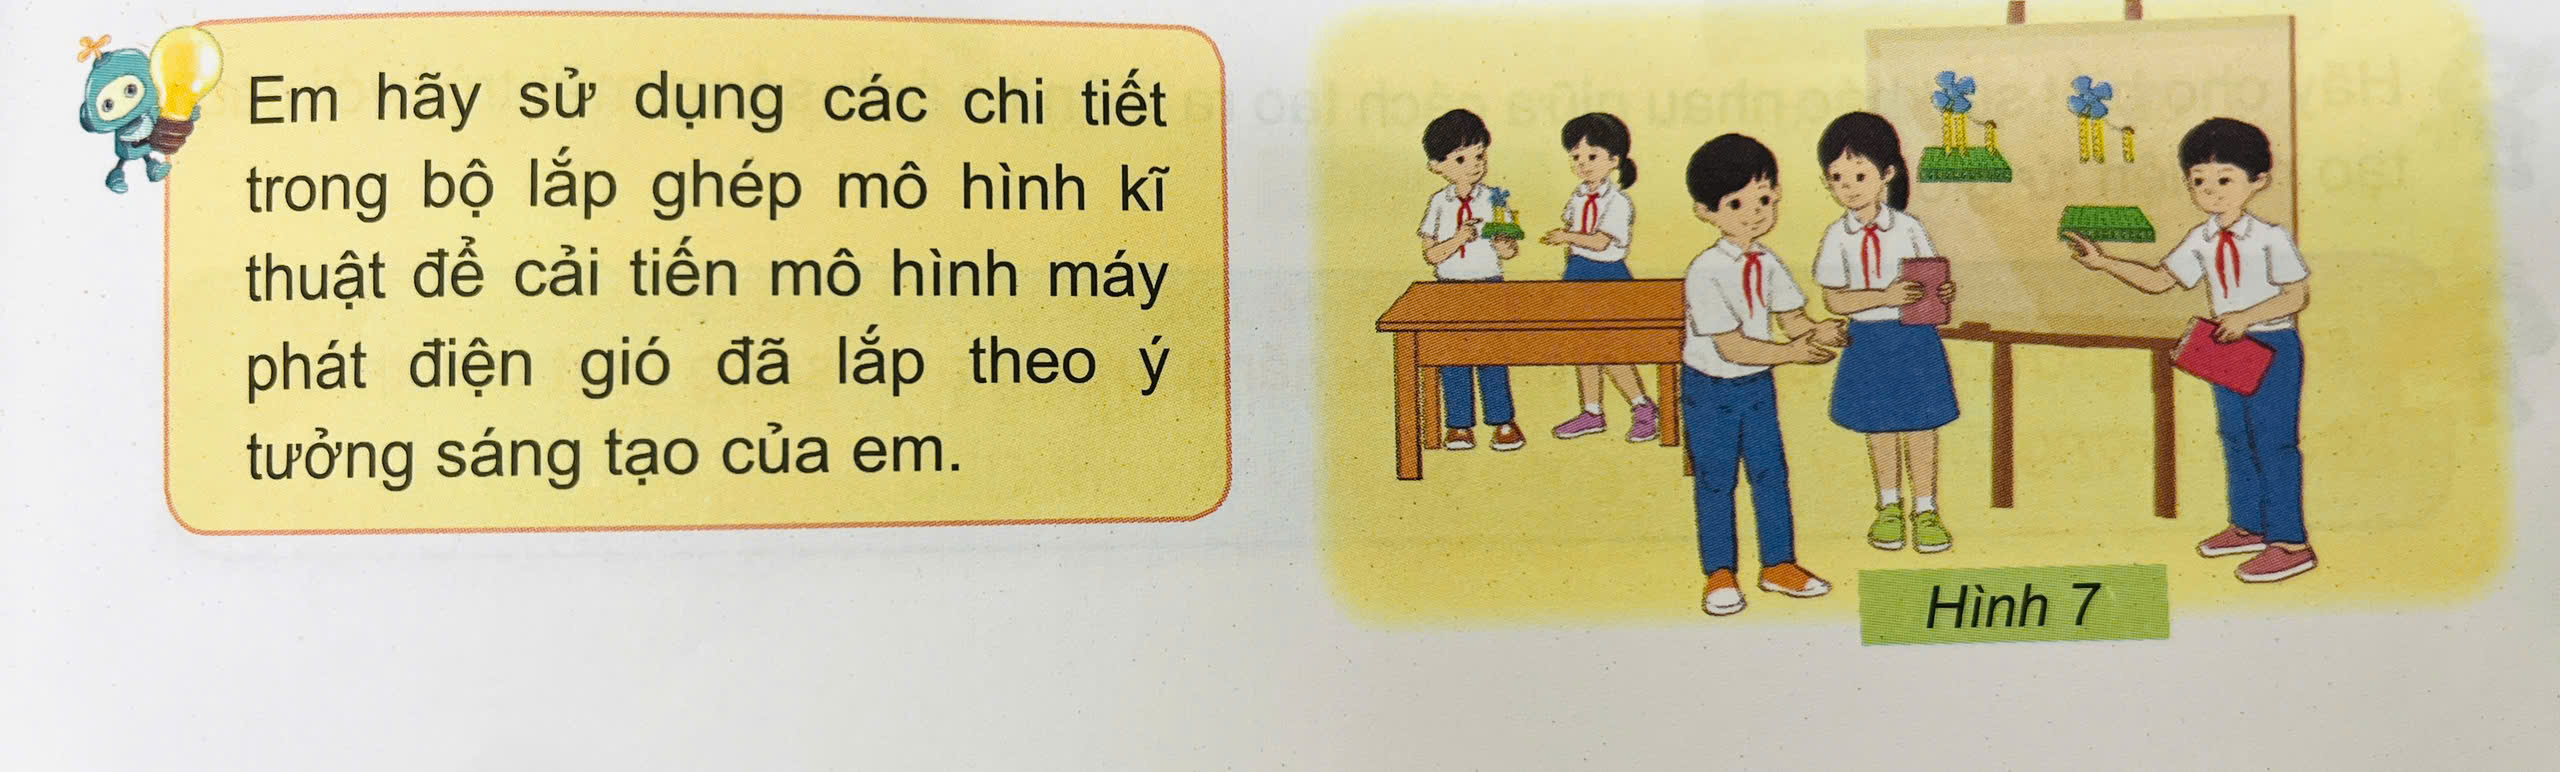 Em hãy sử dụng các chi tiết
trong bộ lắp ghép mô hình kĩ
thuật để cải tiến mô hình máy
phát điện gió đã lắp theo ý
tưởng sáng tạo của em.
Hình 7